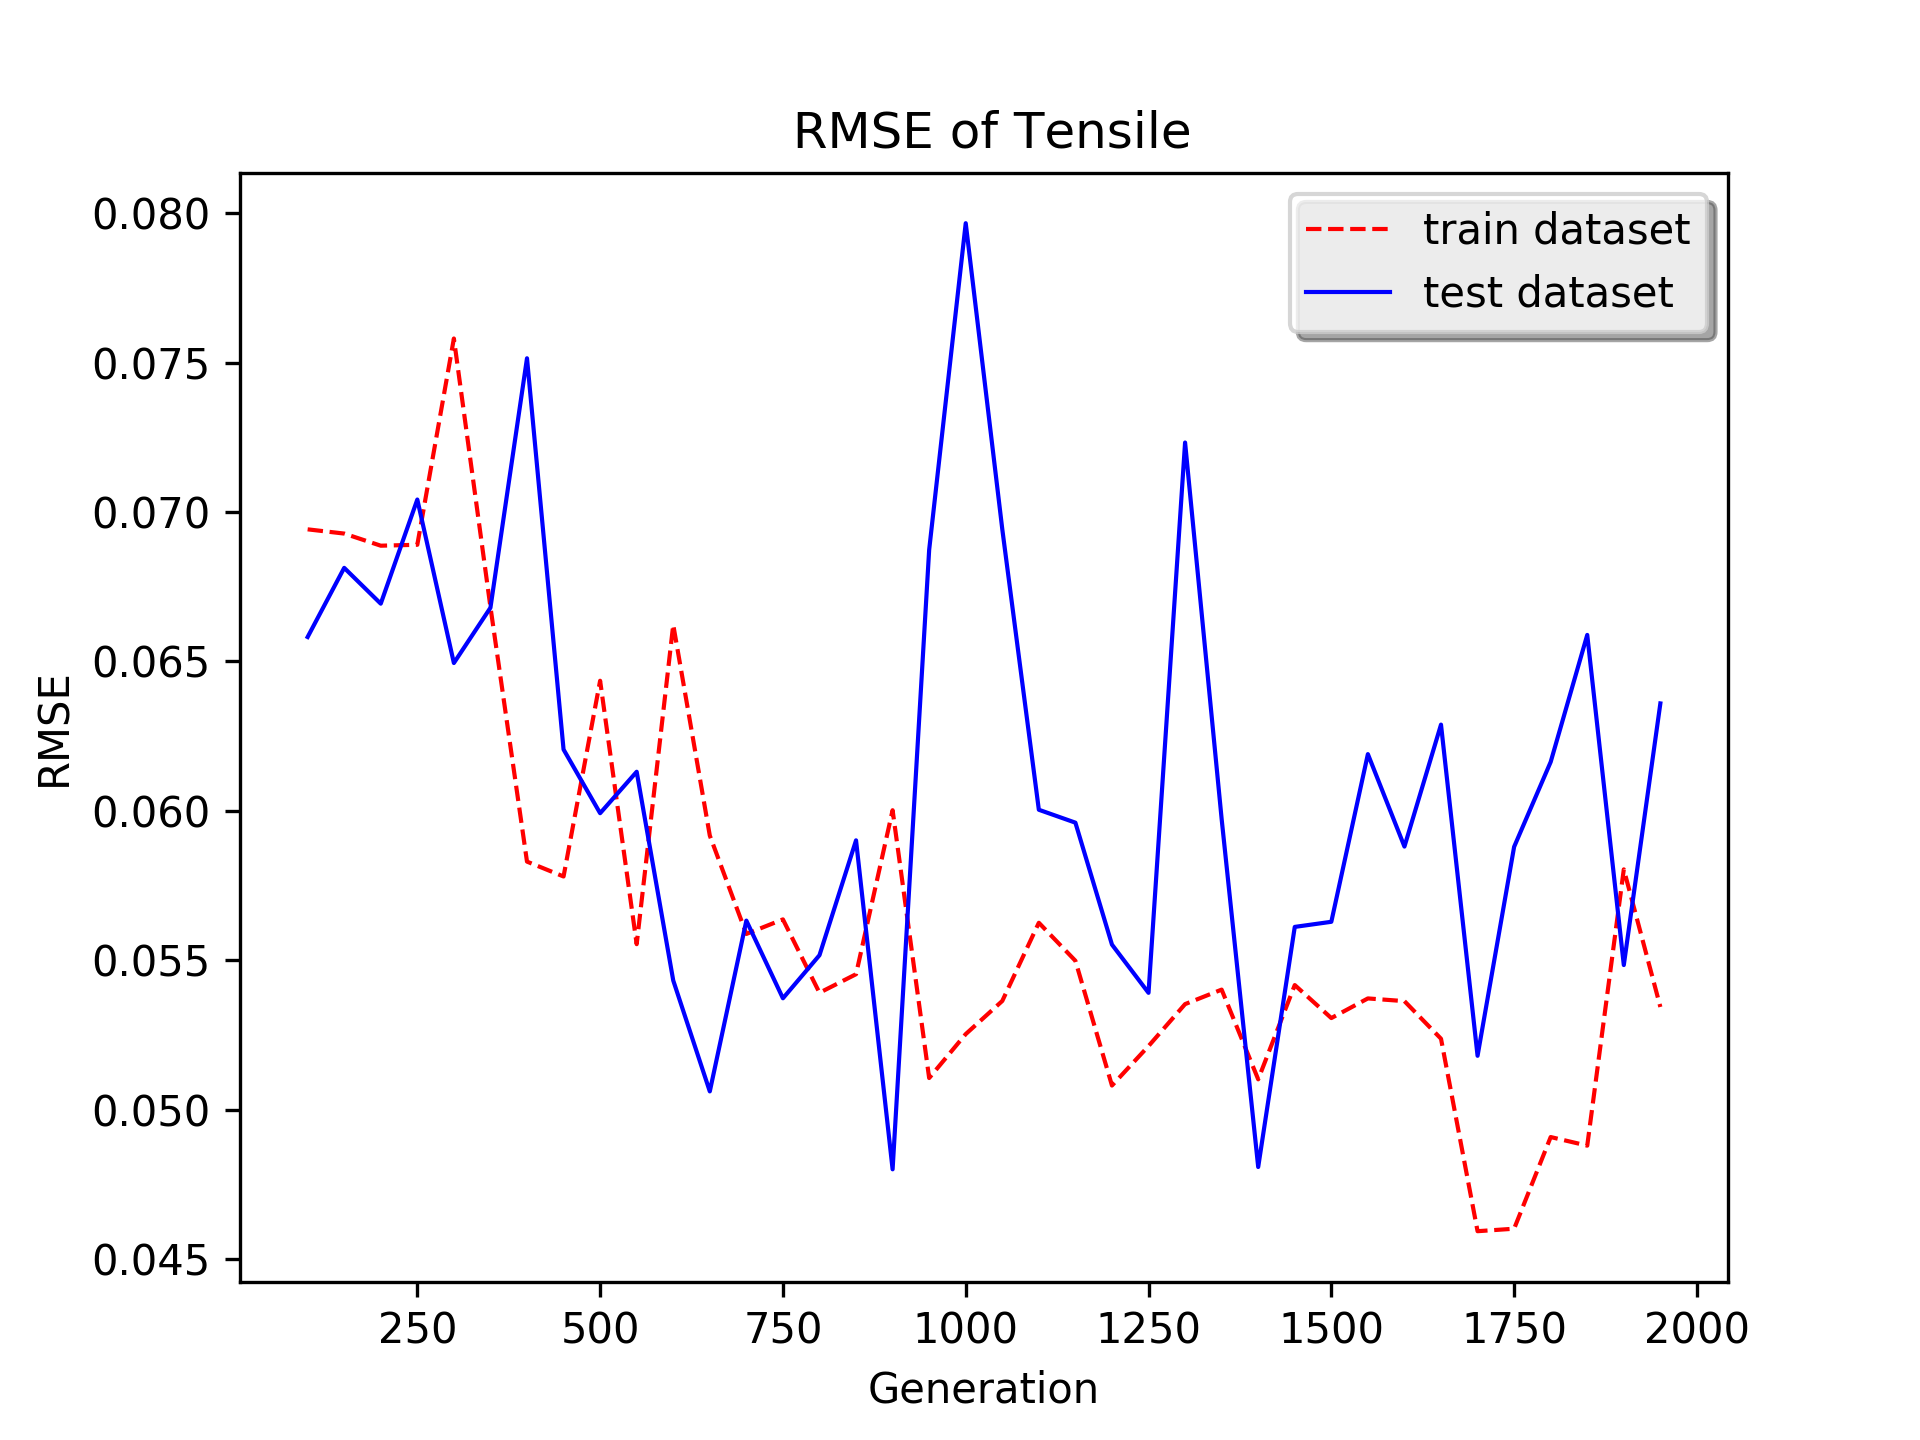 RMSE of Tensile
train dataset
test dataset
0.080
0.075
0.070
0.065
0.060
0.055
0.050
0.045
RMSE
250 500 750 1000 1250 1500 1750 2000
Generation